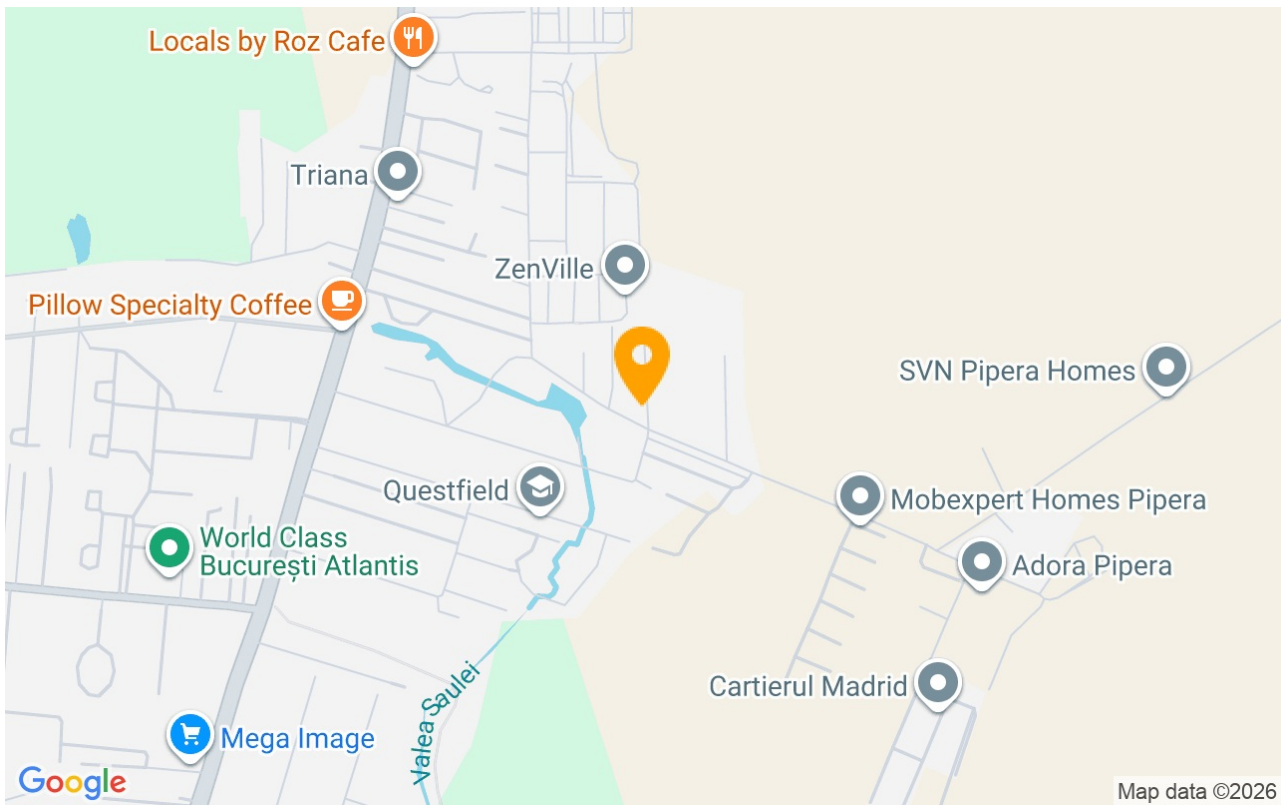 Locals by Roz Cafe
Triana
ZenVille
Pillow Specialty Coffee
SVN Pipera Homes
Questfield
Mobexpert Homes Pipera
World Class
București Atlantis
Adora Pipera
Cartierul Madrid
Valea Saulei
Mega Image
Google
Map data ©2026